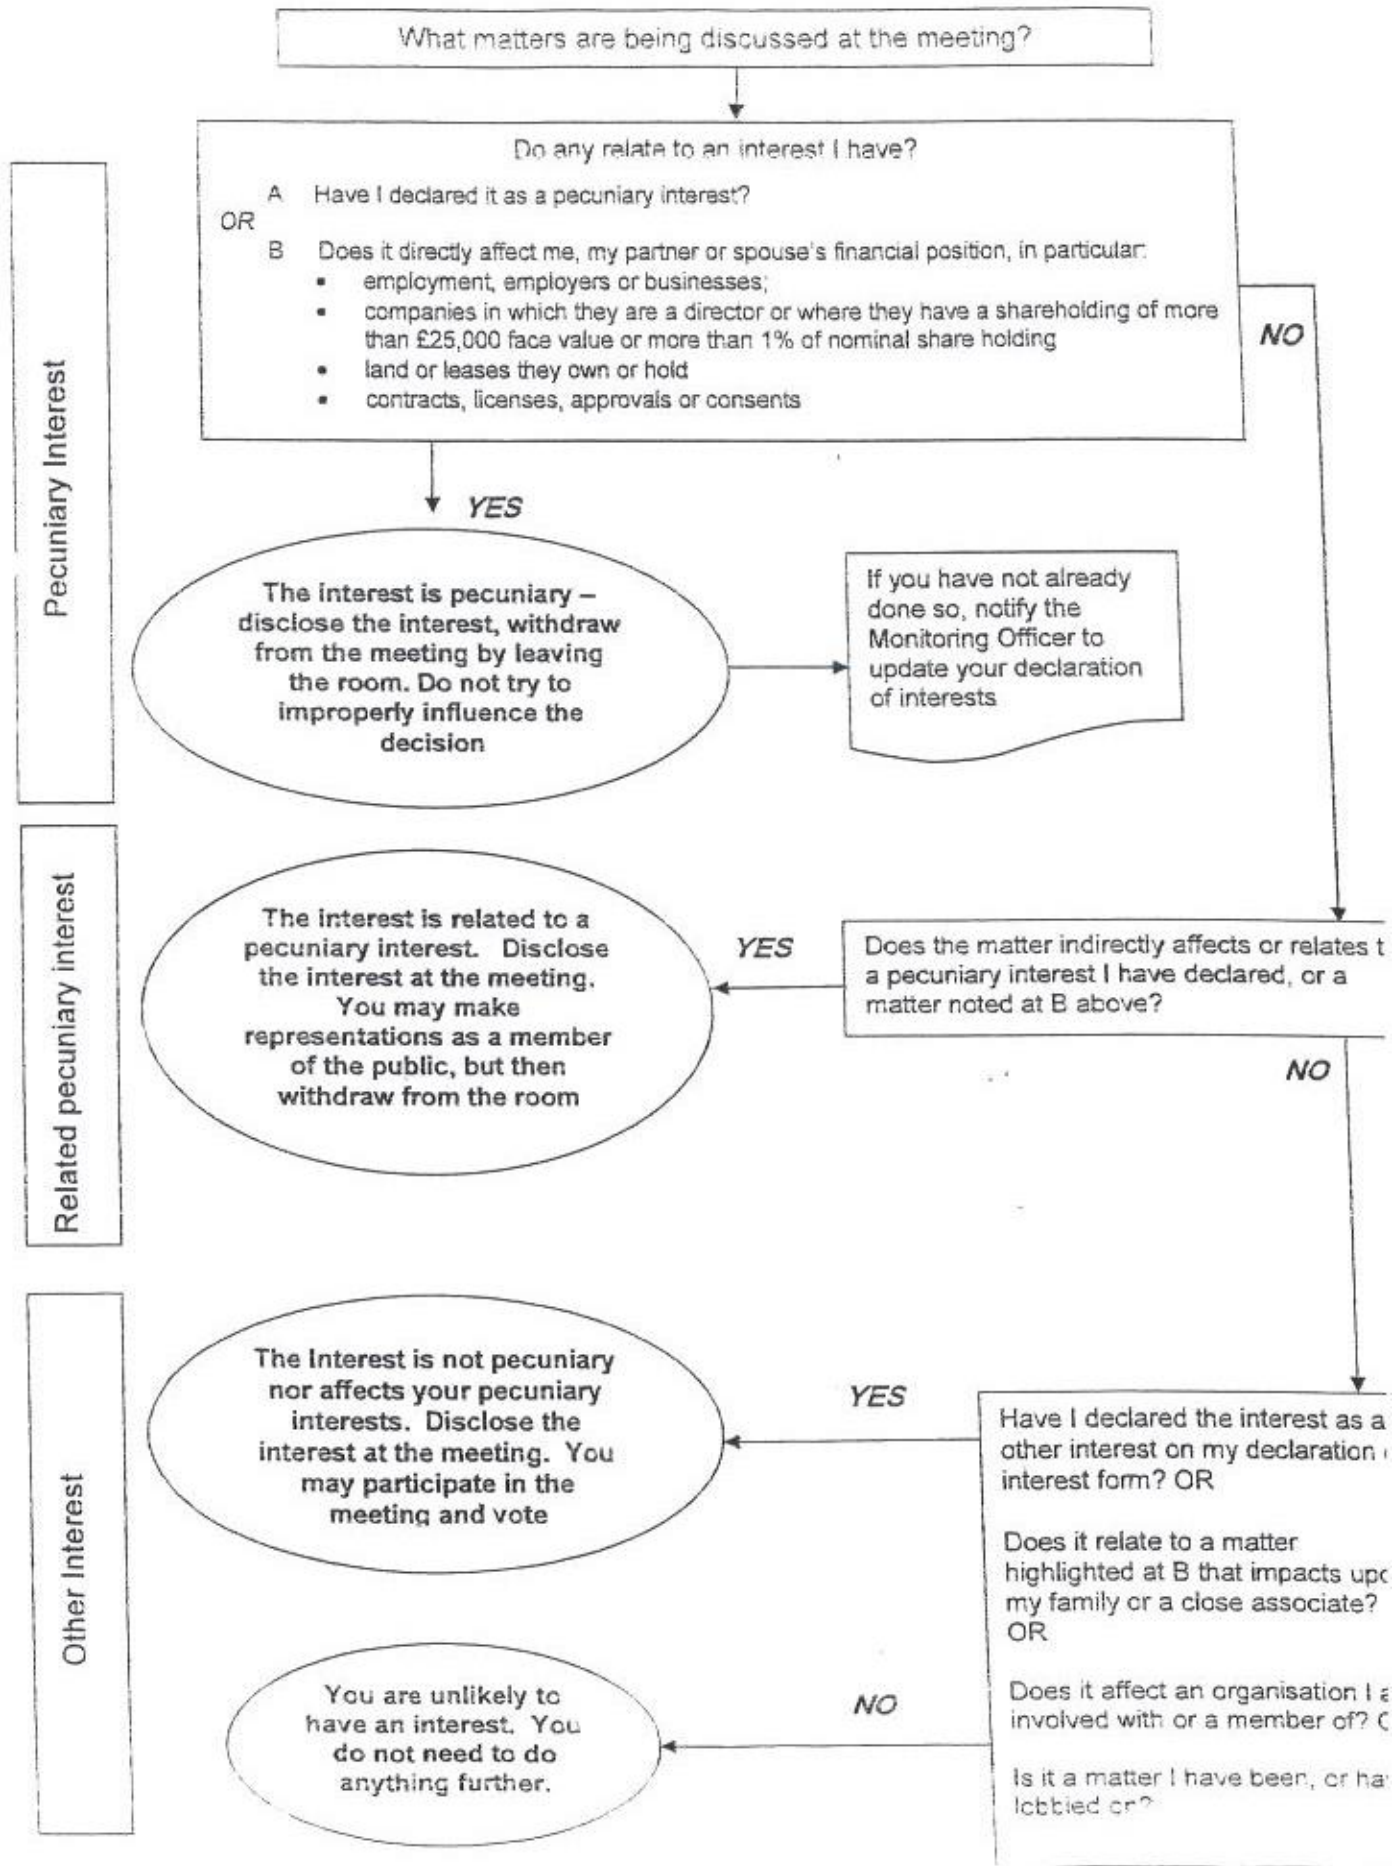 What matters are being discussed at the meeting?
Do any relate to an interest I have?
A Have I declared it as a pecuniary interest?
OR
B Does it directly affect me, my partner or spouse's financial position, in particular:
• employment, employers or businesses;
• companies in which they are a director or where they have a shareholding of more
than £25,000 face value or more than 1% of nominal share holding
• land or leases they own or hold
• contracts, licenses, approvals or consents
NO
Pecuniary Interest
YES
The interest is pecuniary –
disclose the interest, withdraw
from the meeting by leaving
the room. Do not try to
improperly influence the
decision
If you have not already
done so, notify the
Monitoring Officer to
update your declaration
of interests
Related pecuniary interest
The interest is related to a
pecuniary interest. Disclose
the interest at the meeting.
You may make
representations as a member
of the public, but then
withdraw from the room
YES
Does the matter indirectly affects or relates t
a pecuniary interest I have declared, or a
matter noted at B above?
NO
Other Interest
The Interest is not pecuniary
nor affects your pecuniary
interests. Disclose the
interest at the meeting. You
may participate in the
meeting and vote
YES
Have I declared the interest as a
other interest on my declaration
interest form? OR
Does it relate to a matter
highlighted at B that impacts upo
my family or a close associate?
OR
Does it affect an organisation I a
involved with or a member of?
Is it a matter I have been, or ha
lobbied on?
NO
You are unlikely to
have an interest. You
do not need to do
anything further.